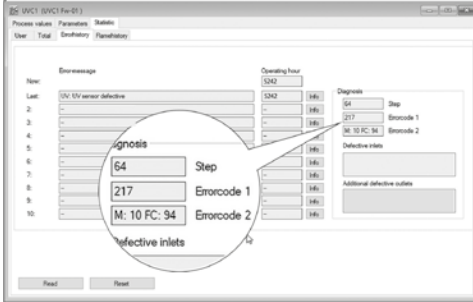 UVC1 (UVC1 Fw-01)
Process values Parameters Statistic
User Total Errorhistory Flamehistory
Errormessage Operating hour
Now: 5242
Last: UV: UV sensor defective 5242 Info
2: -- -- Info
3: -- -- Info
4: -- -- Info
5: -- -- Info
6: -- -- Info
7: -- -- Info
8: -- -- Info
9: -- -- Info
10: -- -- Info
Diagnosis
64 Step
217 Errorcode 1
M: 10 FC: 94 Errorcode 2
Defective inlets
Additional defective outlets
gnosis
64 Step
217 Errorcode 1
M: 10 FC: 94 Errorcode 2
Defective inlets
Read Reset